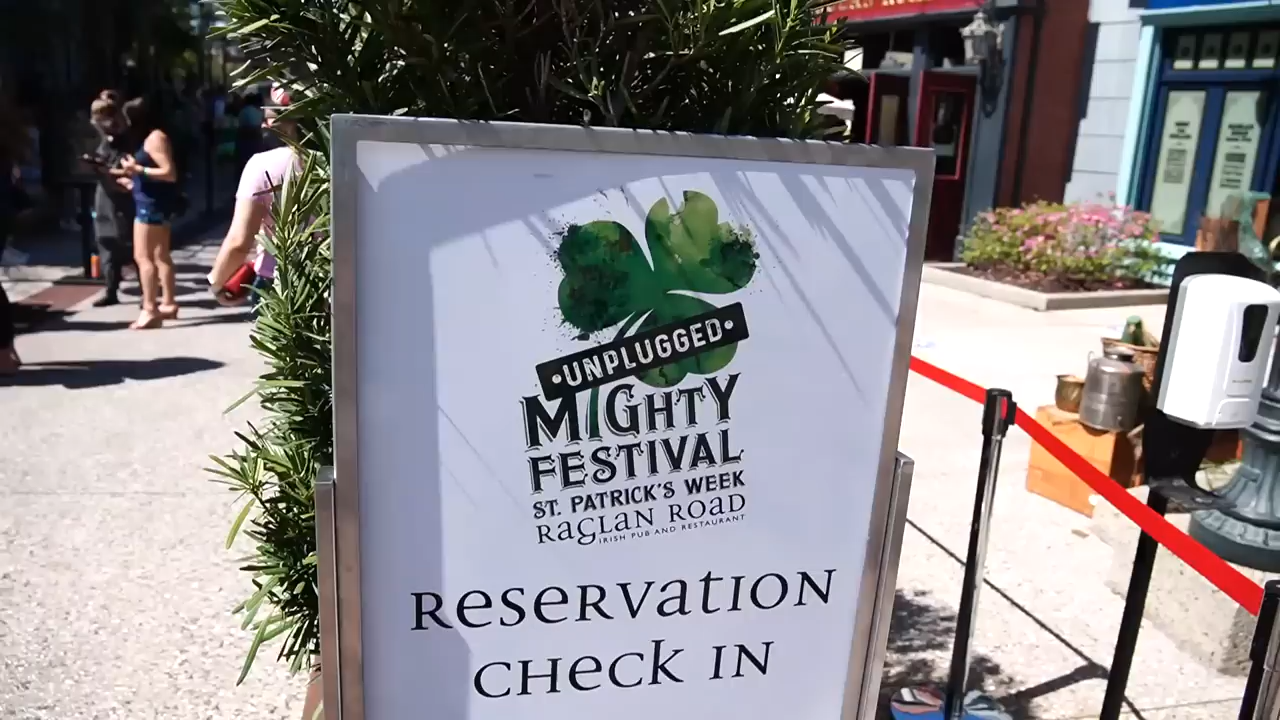 •UNPLUGGED•
MIGHTY
FESTIVAL
ST. PATRICK'S WEEK
RAGLAN ROAD
IRISH PUB AND RESTAURANT
RESERVATION
CHECK IN